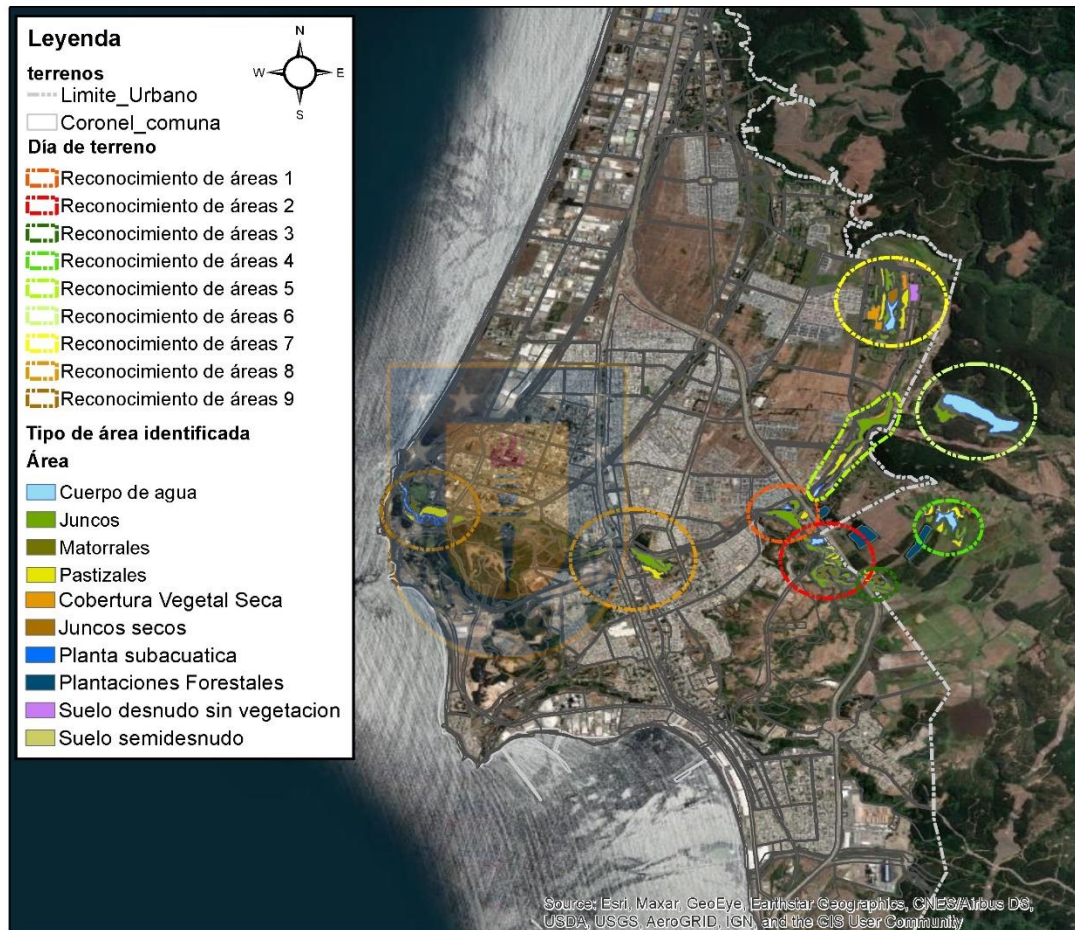 Leyenda
N
W
E
S
terrenos
Limite_Urbano
Coronel_comuna
Día de terreno
Reconocimiento de áreas 1
Reconocimiento de áreas 2
Reconocimiento de áreas 3
Reconocimiento de áreas 4
Reconocimiento de áreas 5
Reconocimiento de áreas 6
Reconocimiento de áreas 7
Reconocimiento de áreas 8
Reconocimiento de áreas 9
Tipo de área identificada
Área
Cuerpo de agua
Juncos
Matorrales
Pastizales
Cobertura Vegetal Seca
Juncos secos
Planta subacuatica
Plantaciones Forestales
Suelo desnudo sin vegetacion
Suelo semidesnudo
Source: Esri, Maxar, GeoEye, Earthstar Geographics, CNES/Airbus DS,
USDA, USGS, AeroGRID, IGN, and the GIS User Community